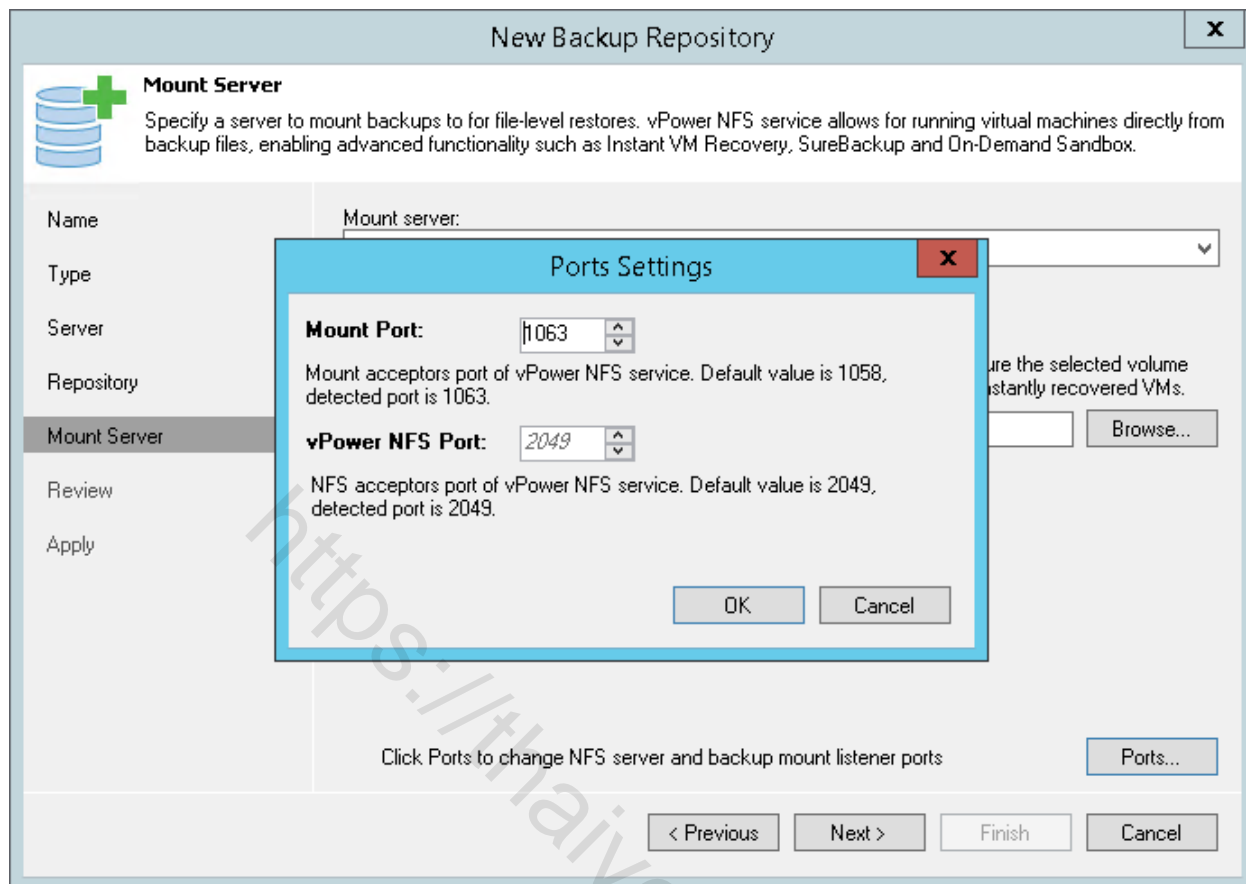 New Backup Repository
x
Mount Server
Specify a server to mount backups to for file-level restores. vPower NFS service allows for running virtual machines directly from
backup files, enabling advanced functionality such as Instant VM Recovery, SureBackup and On-Demand Sandbox.
Name
Type
Server
Repository
Mount Server
Review
Apply
Mount server:
the selected volume
recovered VMs.
Browse...
Ports Settings
x
Mount Port:
1063
Mount acceptors port of vPower NFS service. Default value is 1058,
detected port is 1063.
vPower NFS Port:
2049
NFS acceptors port of vPower NFS service. Default value is 2049,
detected port is 2049.
OK
Cancel
Click Ports to change NFS server and backup mount listener ports
Ports...
< Previous
Next >
Finish
Cancel